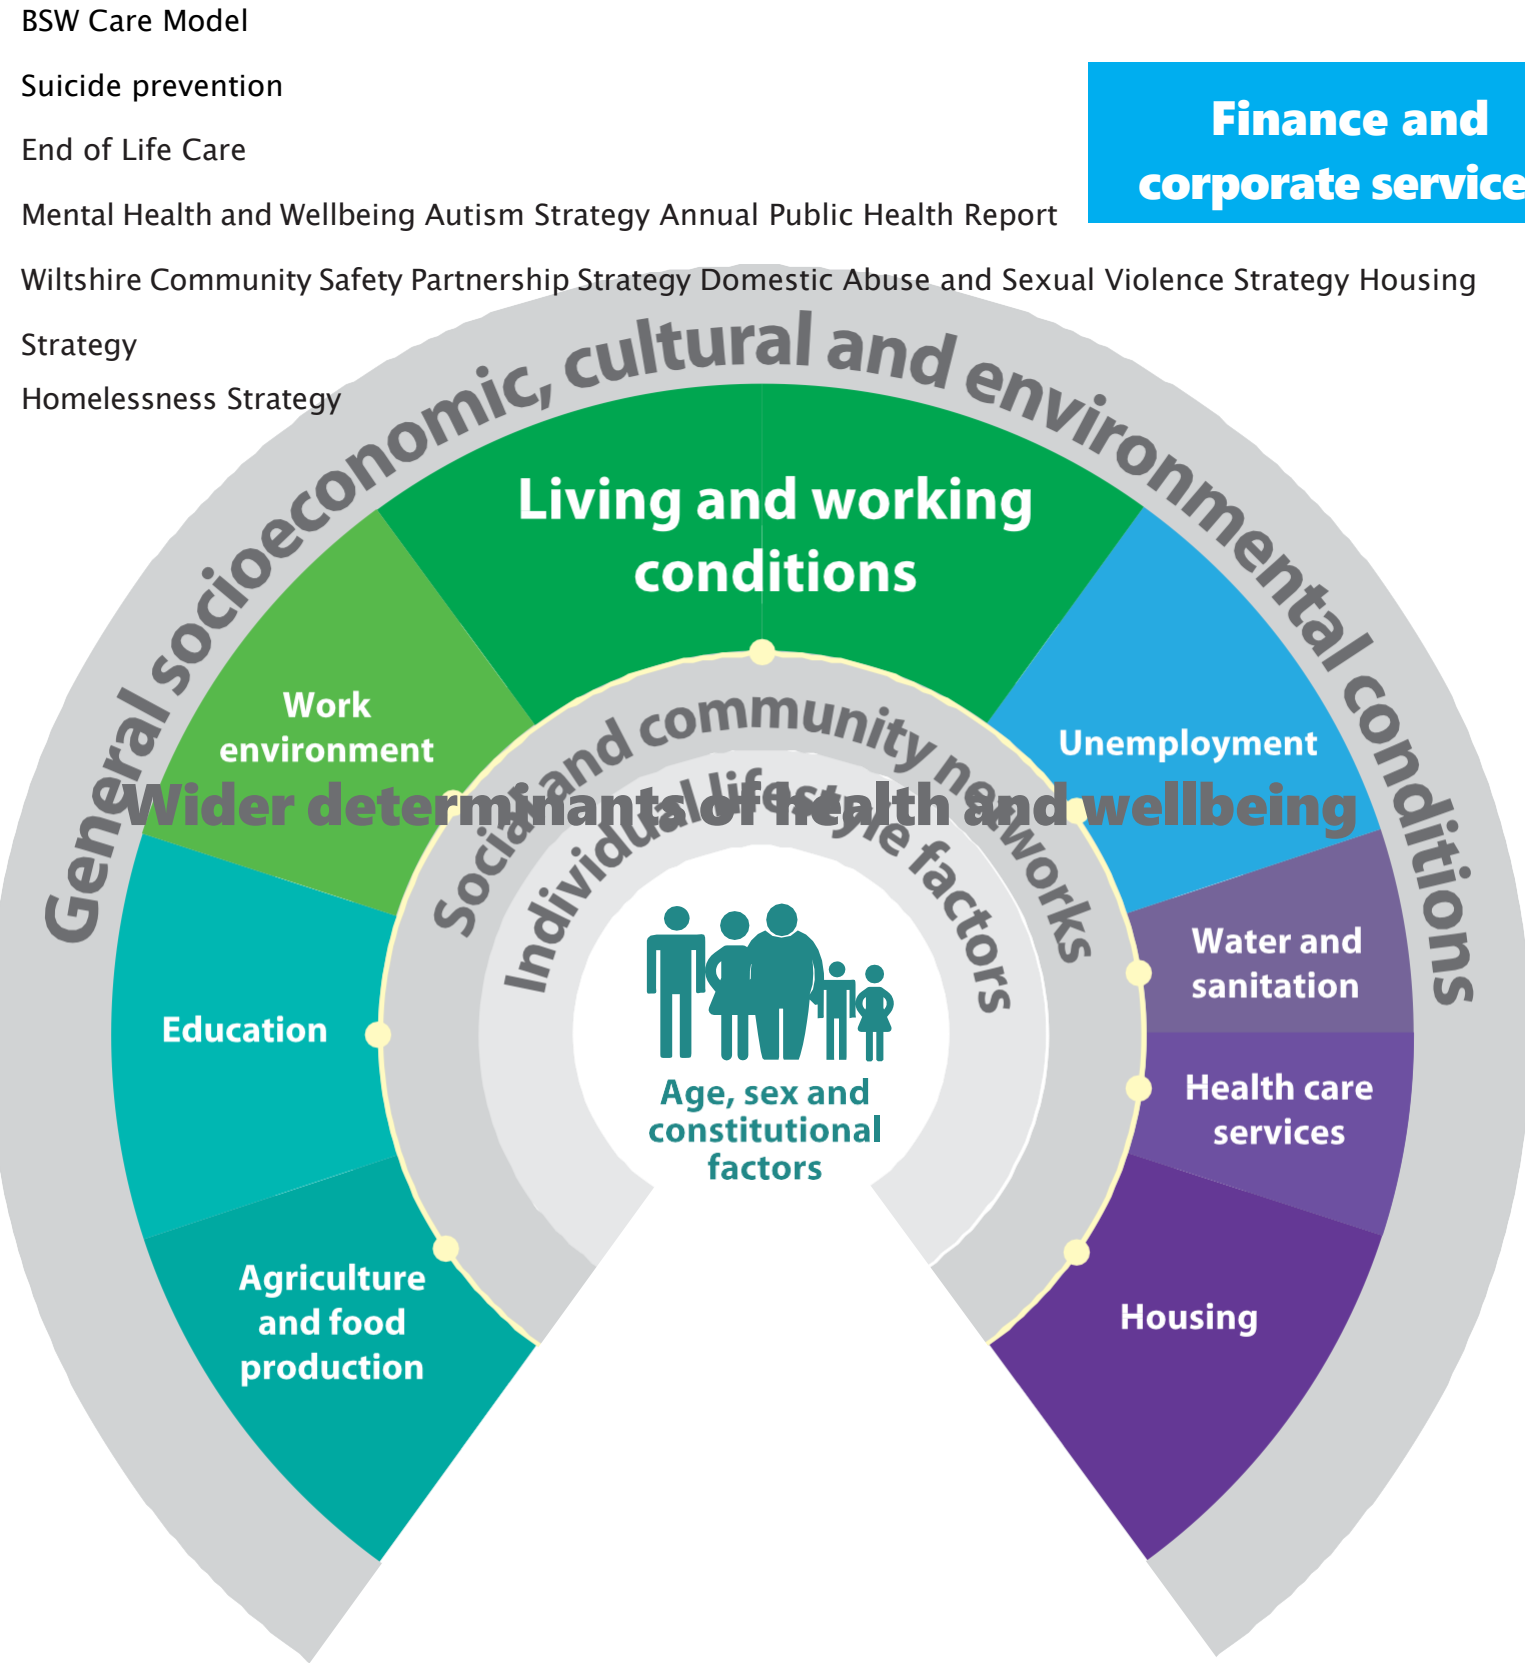 BSW Care Model
Suicide prevention
End of Life Care
Mental Health and Wellbeing Autism Strategy Annual Public Health Report
Wiltshire Community Safety Partnership Strategy Domestic Abuse and Sexual Violence Strategy Housing
Strategy
Homelessness Strategy
Finance and
corporate service
General socioeconomic, cultural and environmental conditions
Living and working
conditions
Work
environment
Unemployment
Wider determinants of health and wellbeing
Social and community networks
Individual lifestyle factors
Water and
sanitation
Education
Health care
services
Age, sex and
constitutional
factors
Agriculture
and food
production
Housing